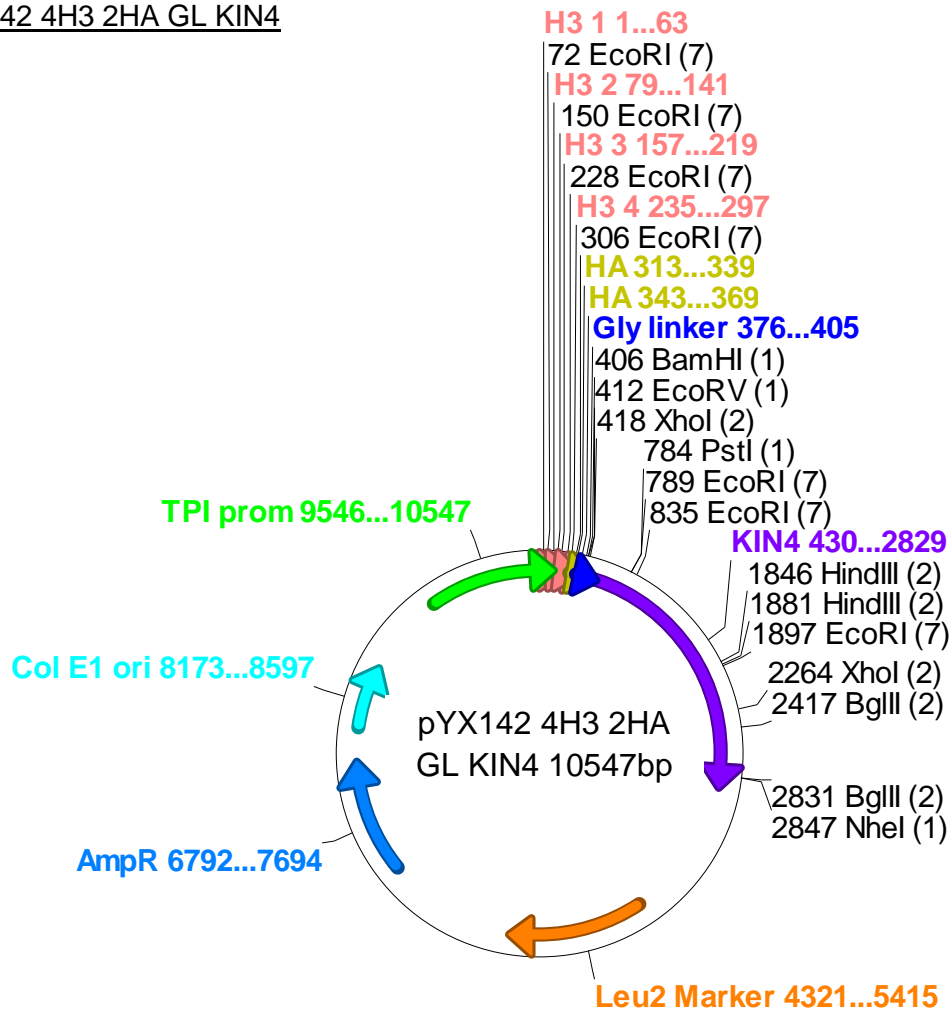 42 4H3 2HA GL KIN4
H3 1 1...63
72 EcoRI (7)
H3 2 79...141
150 EcoRI (7)
H3 3 157...219
228 EcoRI (7)
H3 4 235...297
306 EcoRI (7)
HA 313...339
HA 343...369
Gly linker 376...405
406 BamHI (1)
412 EcoRV (1)
418 XhoI (2)
784 PstI (1)
789 EcoRI (7)
835 EcoRI (7)
KIN4 430...2829
1846 HindIII (2)
1881 HindIII (2)
1897 EcoRI (7)
2264 XhoI (2)
2417 BglII (2)
2831 BglII (2)
2847 NheI (1)
Leu2 Marker 4321...5415
AmpR 6792...7694
Col E1 ori 8173...8597
TPI prom 9546...10547
pYX142 4H3 2HA
GL KIN4 10547bp